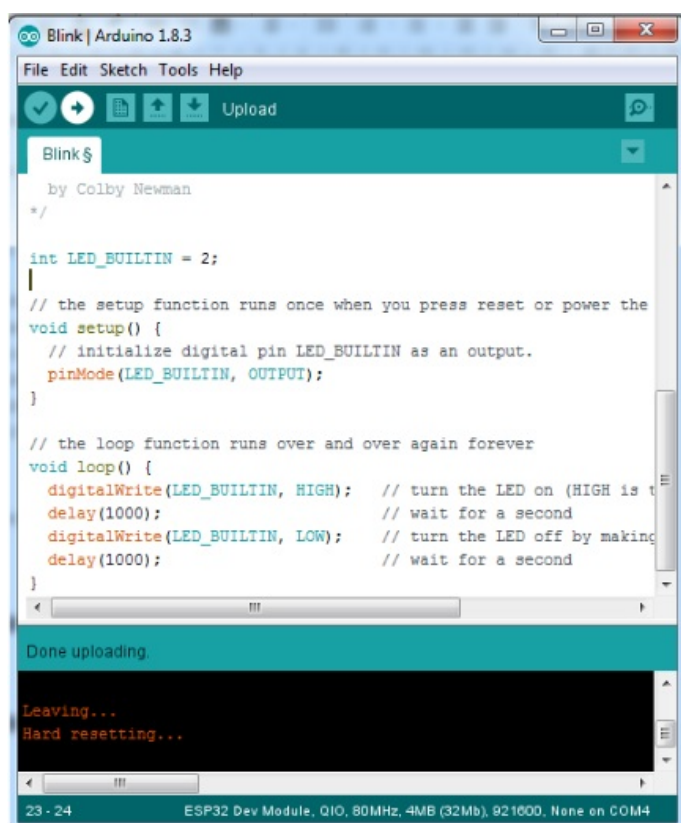 Blink | Arduino 1.8.3
File Edit Sketch Tools Help
Upload
Blink §
by Colby Newman
*/
int LED_BUILTIN = 2;
// the setup function runs once when you press reset or power the
void setup() {
// initialize digital pin LED_BUILTIN as an output.
pinMode(LED_BUILTIN, OUTPUT);
}
// the loop function runs over and over again forever
void loop() {
digitalWrite(LED_BUILTIN, HIGH); // turn the LED on (HIGH is t
delay(1000); // wait for a second
digitalWrite(LED_BUILTIN, LOW); // turn the LED off by making
delay(1000); // wait for a second
}
Done uploading.
Leaving...
Hard resetting...
23 - 24 ESP32 Dev Module, QIO, 80MHz, 4MB (32Mb), 921600, None on COM4